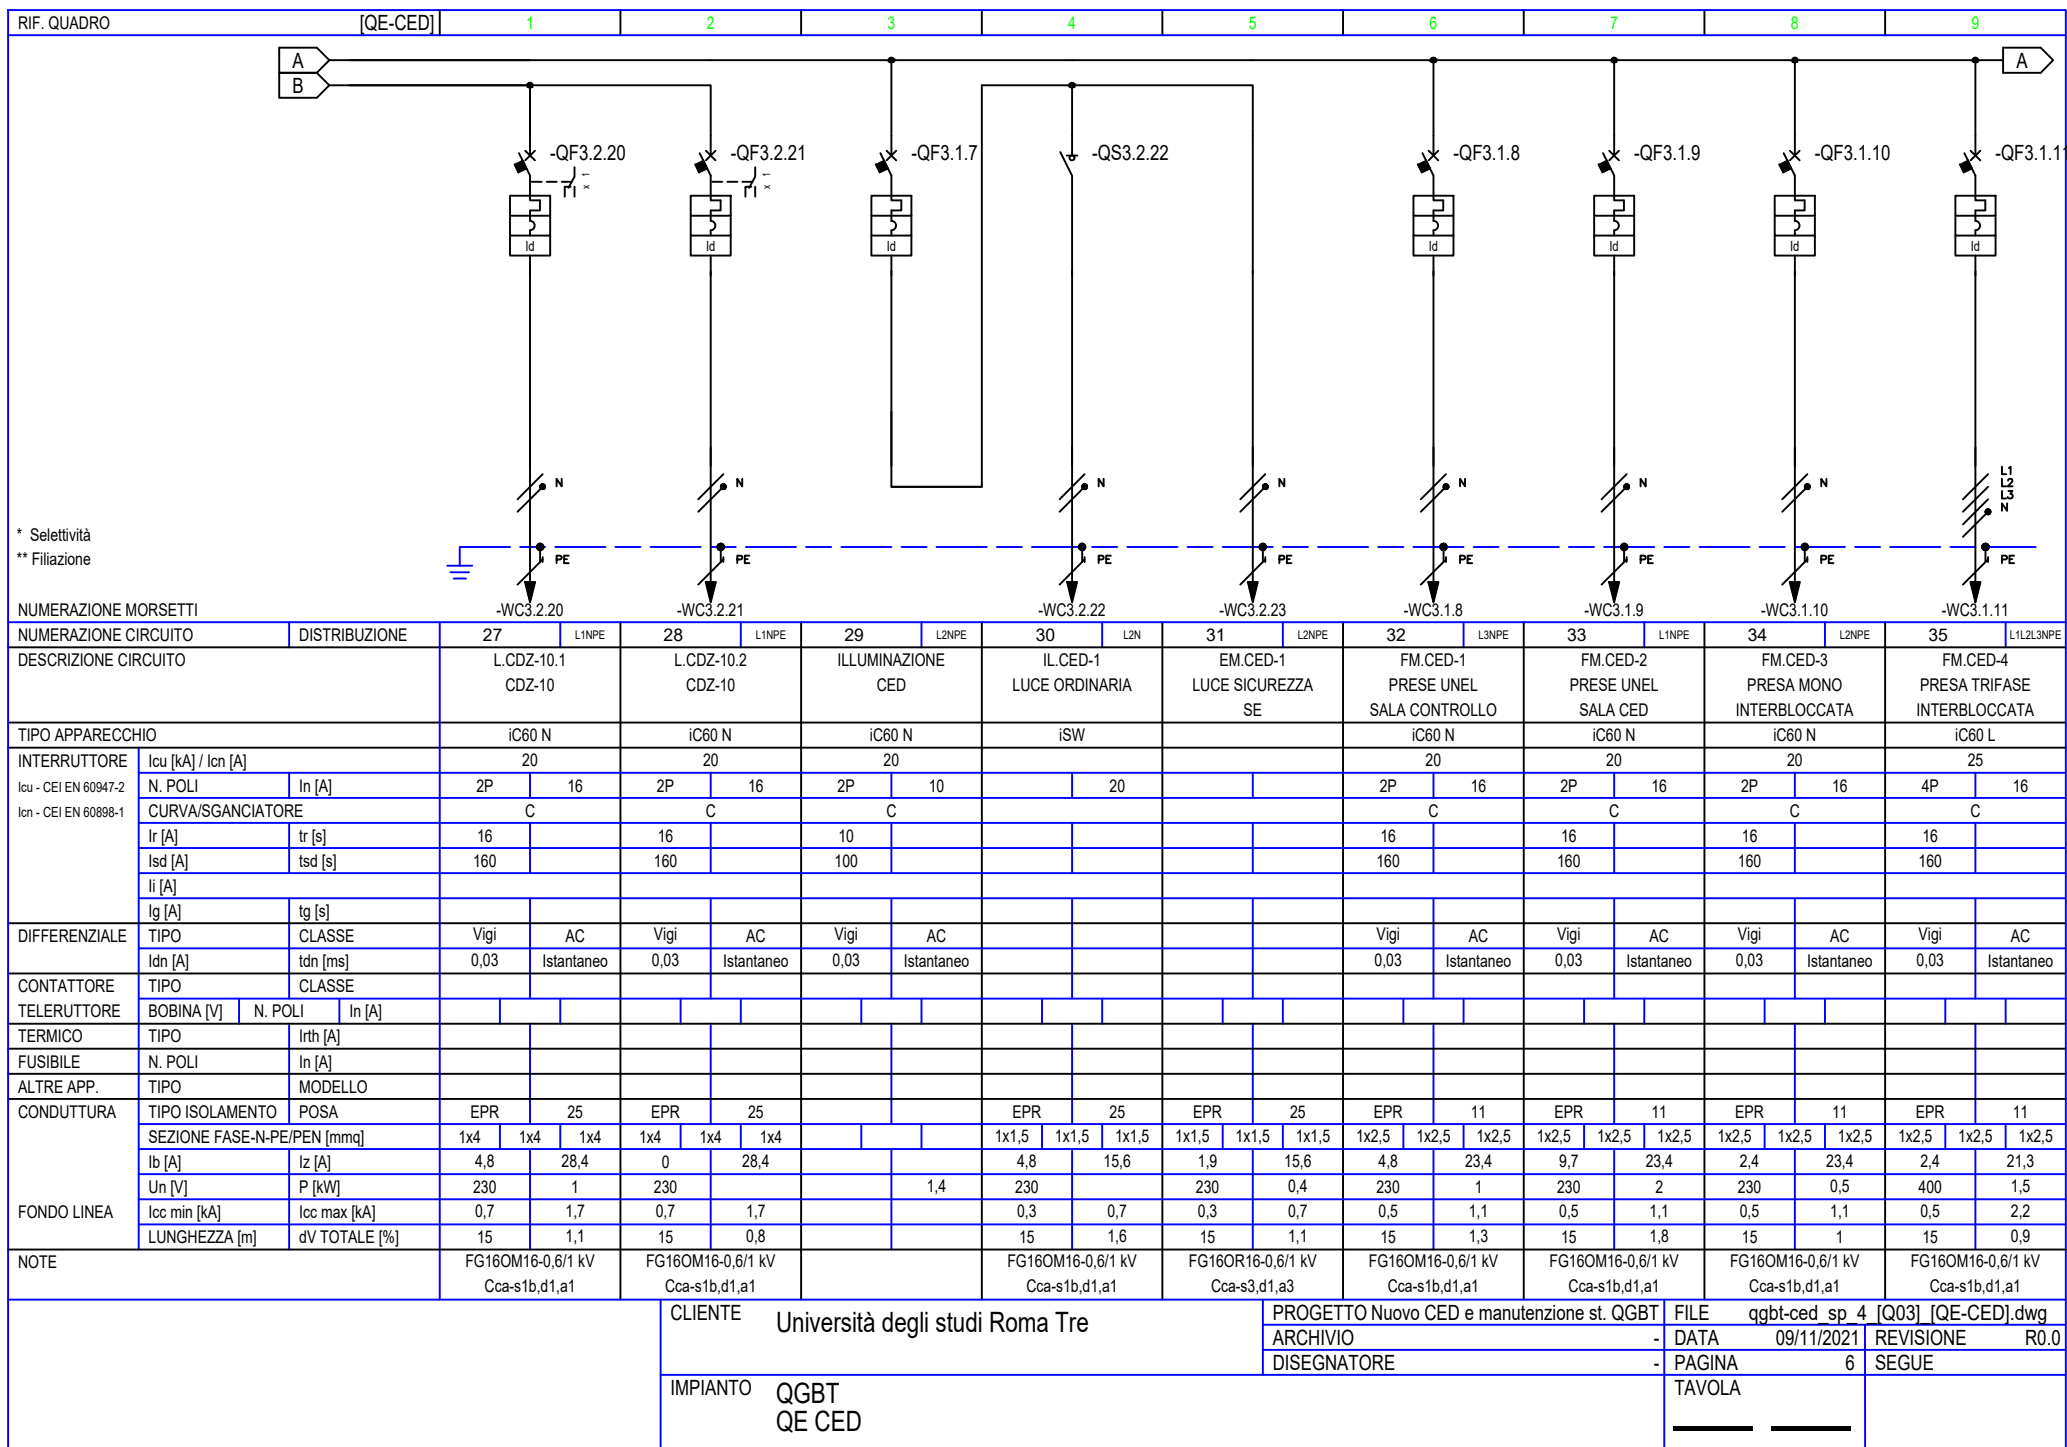 RIF. QUADRO [QE-CED] 1 2 3 4 5 6 7 8 9
A A
B
-QF3.2.20 -QF3.2.21 -QF3.1.7 -QS3.2.22 -QF3.1.8 -QF3.1.9 -QF3.1.10 -QF3.1.11
x 1 x 1
Id Id Id Id Id Id Id
L1
L2
L3
N N N N N N N N
* Selettività
** Filiazione
PE PE PE PE PE PE PE PE
NUMERAZIONE MORSETTI -WC3.2.20 -WC3.2.21 -WC3.2.22 -WC3.2.23 -WC3.1.8 -WC3.1.9 -WC3.1.10 -WC3.1.11
NUMERAZIONE CIRCUITO DISTRIBUZIONE 27 L1NPE 28 L1NPE 29 L2NPE 30 L2N 31 L2NPE 32 L3NPE 33 L1NPE 34 L2NPE 35 L1L2L3NPE
DESCRIZIONE CIRCUITO L.CDZ-10.1 L.CDZ-10.2 ILLUMINAZIONE IL.CED-1 EM.CED-1 FM.CED-1 FM.CED-2 FM.CED-3 FM.CED-4
CDZ-10 CDZ-10 CED LUCE ORDINARIA LUCE SICUREZZA PRESE UNEL PRESE UNEL PRESA MONO PRESA TRIFASE
SE SALA CONTROLLO SALA CED INTERBLOCCATA INTERBLOCCATA
TIPO APPARECCHIO iC60 N iC60 N iC60 N iSW iC60 N iC60 N iC60 N iC60 L
INTERRUTTORE Icu [kA] / Icn [A] 20 20 20 20 20 20 25
Icu - CEI EN 60947-2 N. POLI In [A] 2P 16 2P 16 2P 10 20 2P 16 2P 16 2P 16 4P 16
Icn - CEI EN 60898-1 CURVA/SGANCIATORE C C C C C C C
Ir [A] tr [s] 16 16 10 16 16 16 16
Isd [A] tsd [s] 160 160 100 160 160 160 160
Ii [A]
Ig [A] tg [s]
DIFFERENZIALE TIPO CLASSE Vigi AC Vigi AC Vigi AC Vigi AC Vigi AC Vigi AC Vigi AC
Idn [A] tdn [ms] 0,03 Istantaneo 0,03 Istantaneo 0,03 Istantaneo 0,03 Istantaneo 0,03 Istantaneo 0,03 Istantaneo 0,03 Istantaneo
CONTATTORE TIPO CLASSE
TELERUTTORE BOBINA [V] N. POLI In [A]
TERMICO TIPO Irth [A]
FUSIBILE N. POLI In [A]
ALTRE APP. TIPO MODELLO
CONDUTTURA TIPO ISOLAMENTO POSA EPR 25 EPR 25 EPR 25 EPR 25 EPR 11 EPR 11 EPR 11 EPR 11
SEZIONE FASE-N-PE/PEN [mmq] 1x4 1x4 1x4 1x4 1x4 1x4 1x1,5 1x1,5 1x1,5 1x1,5 1x1,5 1x1,5 1x2,5 1x2,5 1x2,5 1x2,5 1x2,5 1x2,5 1x2,5 1x2,5 1x2,5 1x2,5 1x2,5 1x2,5
Ib [A] Iz [A] 4,8 28,4 0 28,4 4,8 15,6 1,9 15,6 4,8 23,4 9,7 23,4 2,4 23,4 2,4 21,3
Un [V] P [kW] 230 1 230 1,4 230 230 0,4 230 1 230 2 230 0,5 400 1,5
FONDO LINEA Icc min [kA] Icc max [kA] 0,7 1,7 0,7 1,7 0,3 0,7 0,3 0,7 0,5 1,1 0,5 1,1 0,5 1,1 0,5 2,2
LUNGHEZZA [m] dV TOTALE [%] 15 1,1 15 0,8 15 1,6 15 1,1 15 1,3 15 1,8 15 1 15 0,9
NOTE FG16OM16-0,6/1 kV FG16OM16-0,6/1 kV FG16OM16-0,6/1 kV FG16OR16-0,6/1 kV FG16OM16-0,6/1 kV FG16OM16-0,6/1 kV FG16OM16-0,6/1 kV FG16OM16-0,6/1 kV
Cca-s1b,d1,a1 Cca-s1b,d1,a1 Cca-s1b,d1,a1 Cca-s3,d1,a3 Cca-s1b,d1,a1 Cca-s1b,d1,a1 Cca-s1b,d1,a1 Cca-s1b,d1,a1
CLIENTE Università degli studi Roma Tre PROGETTO Nuovo CED e manutenzione st. QGBT FILE qgbt-ced_sp_4_[Q03]_[QE-CED].dwg
ARCHIVIO - DATA 09/11/2021 REVISIONE R0.0
DISEGNATORE - PAGINA 6 SEGUE
IMPIANTO QGBT TAVOLA
QE CED